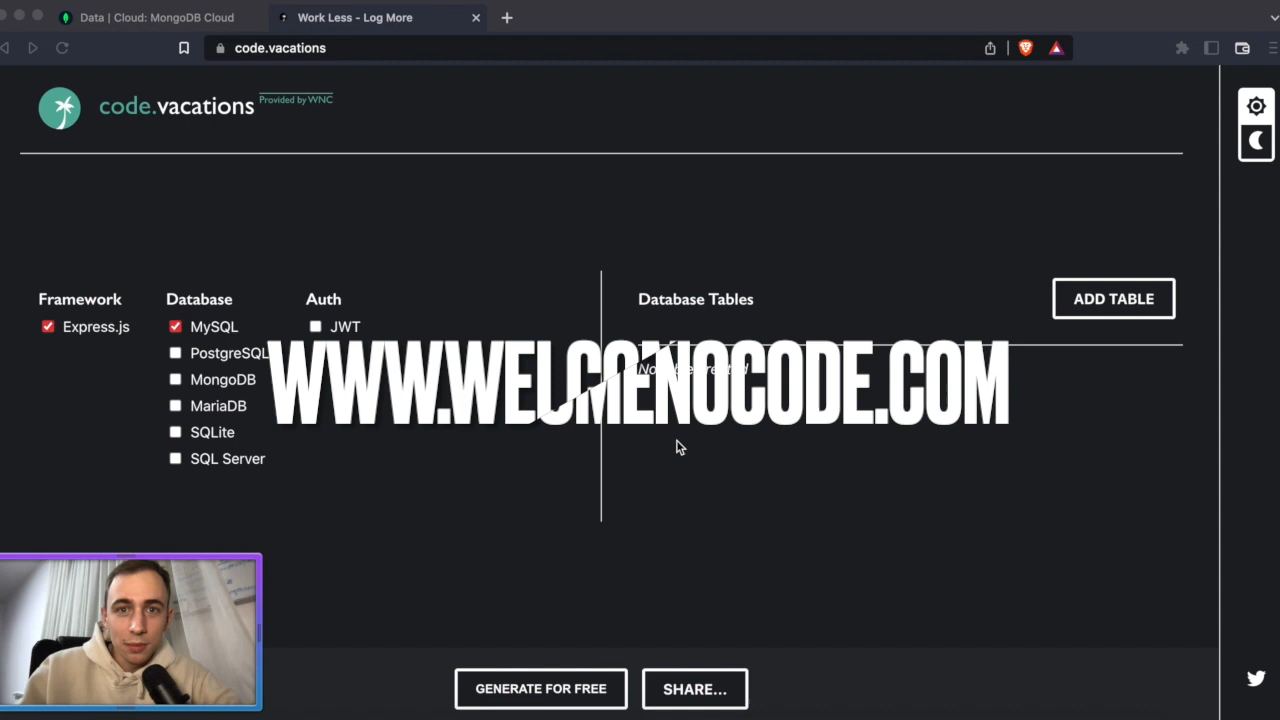 Data | Cloud: MongoDB Cloud
Work Less - Log More
code.vacations
code.vacations Provided by WNC
Framework
Database
Auth
Database Tables
ADD TABLE
Express.js
MySQL
JWT
PostgreSQL
MongoDB
MariaDB
SQLite
SQL Server
WWW.WELCMENOCODE.COM
GENERATE FOR FREE
SHARE...